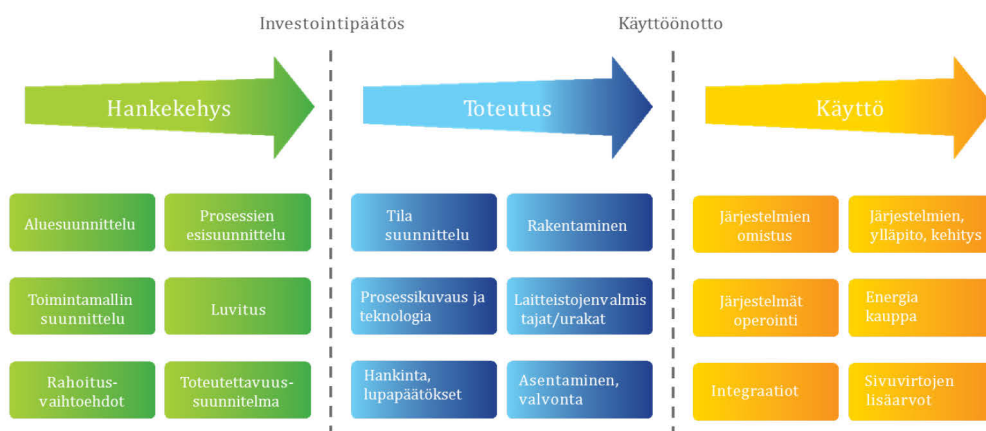 Investointipäätös
Käyttöönotto
Hankekehys
Toteutus
Käyttö
Aluesuunnittelu
Prosessien
esisuunnittelu
Tila
suunnittelu
Rakentaminen
Järjestelmien
omistus
Järjestelmien,
ylläpito, kehitys
Toimintamallin
suunnittelu
Luvitus
Prosessikuvaus ja
teknologia
Laitteistojenvalmis
tajat/urakat
Järjestelmät
operointi
Energia
kauppa
Rahoitus-
vaihtoehdot
Toteutettavuus-
suunnitelma
Hankinta,
lupapäätökset
Asentaminen,
valvonta
Integraatiot
Sivuvirtojen
lisäarvot